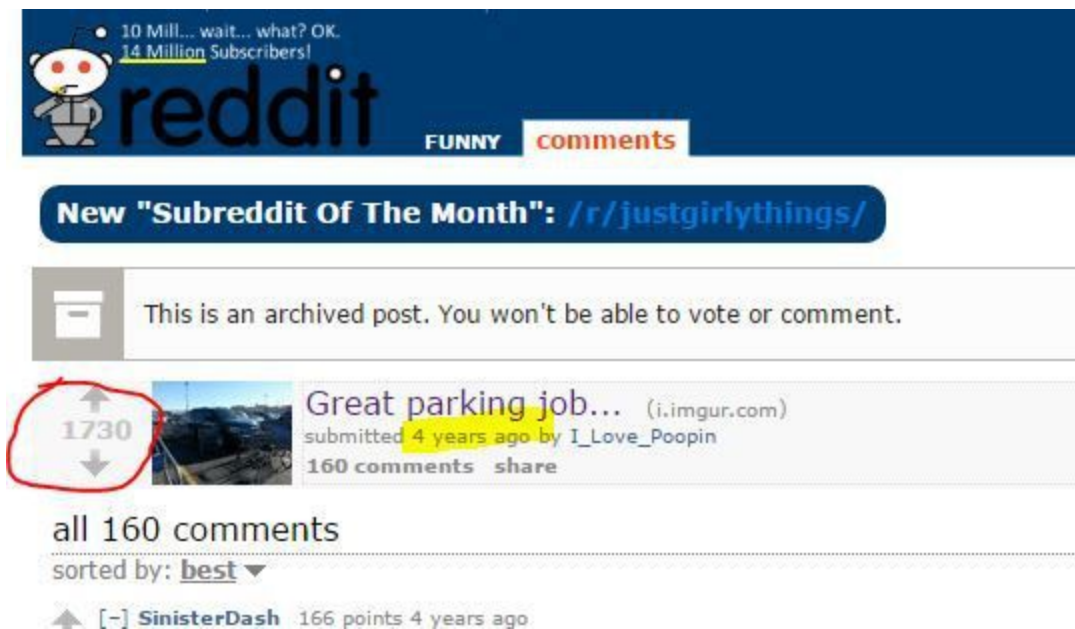 10 Mill... wait... what? OK.
14 Million Subscribers!
reddit
FUNNY comments
New "Subreddit Of The Month": /r/justgirlythings/
This is an archived post. You won't be able to vote or comment.
1730
Great parking job... (i.imgur.com)
submitted 4 years ago by I_Love_Poopin
160 comments share
all 160 comments
sorted by: best
[-] SinisterDash 166 points 4 years ago